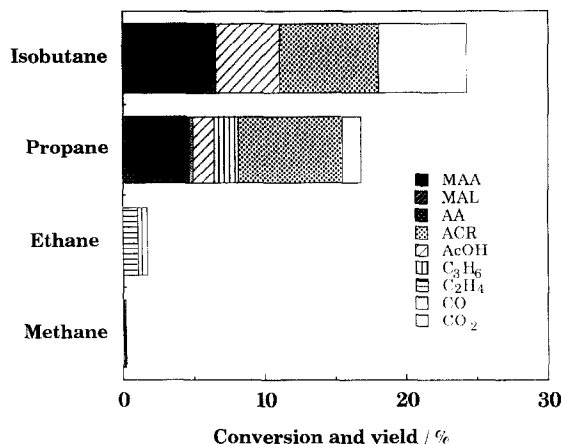 Isobutane
Propane
Ethane
Methane
MAA
MAL
AA
ACR
AcOH
C₃H₆
C₂H₄
CO
CO₂
0 10 20 30
Conversion and yield / %